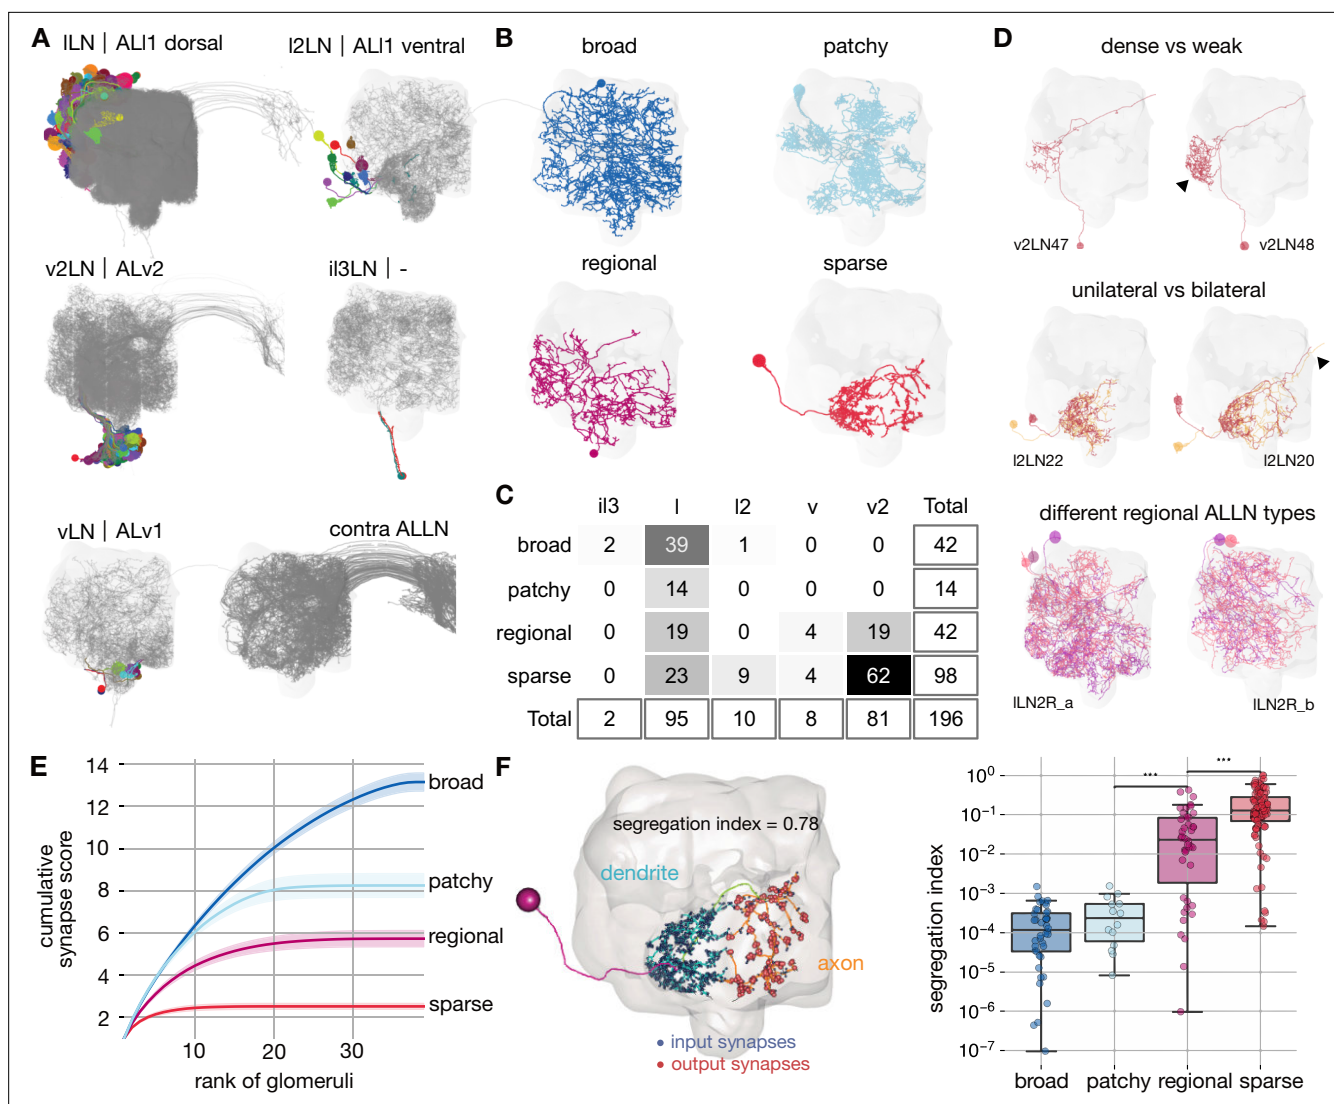 A
lLN | ALl1 dorsal
l2LN | ALl1 ventral
v2LN | ALv2
il3LN | -
vLN | ALv1
contra ALLN
B
broad
patchy
regional
sparse
C
il3 l l2 v v2 Total
broad 2 39 1 0 0 42
patchy 0 14 0 0 0 14
regional 0 19 0 4 19 42
sparse 0 23 9 4 62 98
Total 2 95 10 8 81 196
D
dense vs weak
v2LN47
v2LN48
unilateral vs bilateral
l2LN22
l2LN20
different regional ALLN types
lLN2R_a
lLN2R_b
E
cumulative
synapse score
14
12
10
8
6
4
2
10 20 30
rank of glomeruli
broad
patchy
regional
sparse
F
segregation index = 0.78
dendrite
axon
input synapses
output synapses
segregation index
10⁰
10⁻¹
10⁻²
10⁻³
10⁻⁴
10⁻⁵
10⁻⁶
10⁻⁷
***
***
broad patchy regional sparse